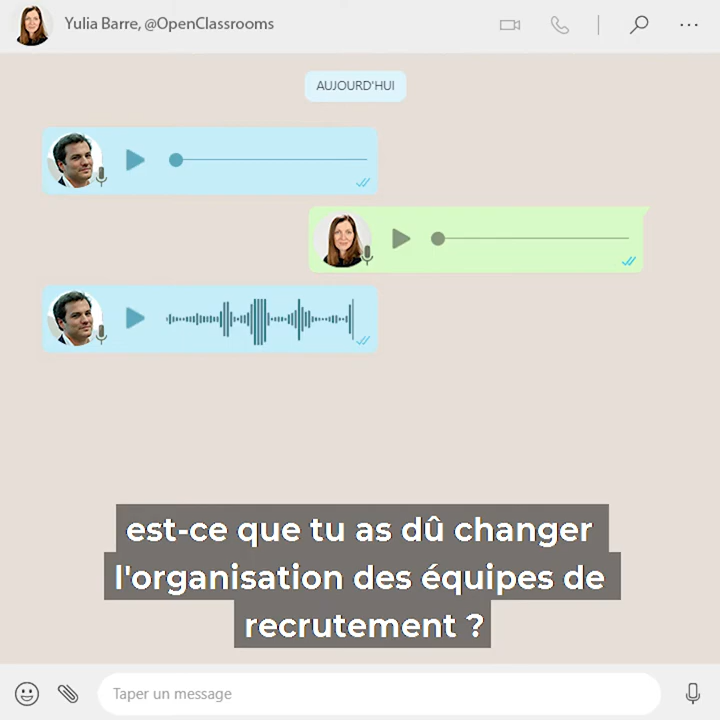 Yulia Barre, @OpenClassrooms
AUJOURD'HUI
est-ce que tu as dû changer
l'organisation des équipes de
recrutement ?
Taper un message